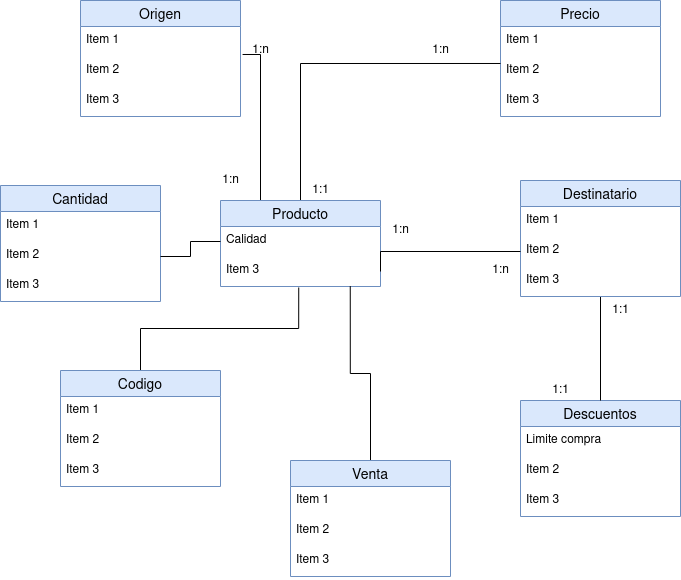 Origen
Item 1
Item 2
Item 3
1:n
1:n
Precio
Item 1
Item 2
Item 3
1:n
1:1
Cantidad
Item 1
Item 2
Item 3
Producto
Calidad
Item 3
1:n
1:n
Destinatario
Item 1
Item 2
Item 3
1:1
1:1
Codigo
Item 1
Item 2
Item 3
Venta
Item 1
Item 2
Item 3
Descuentos
Limite compra
Item 2
Item 3